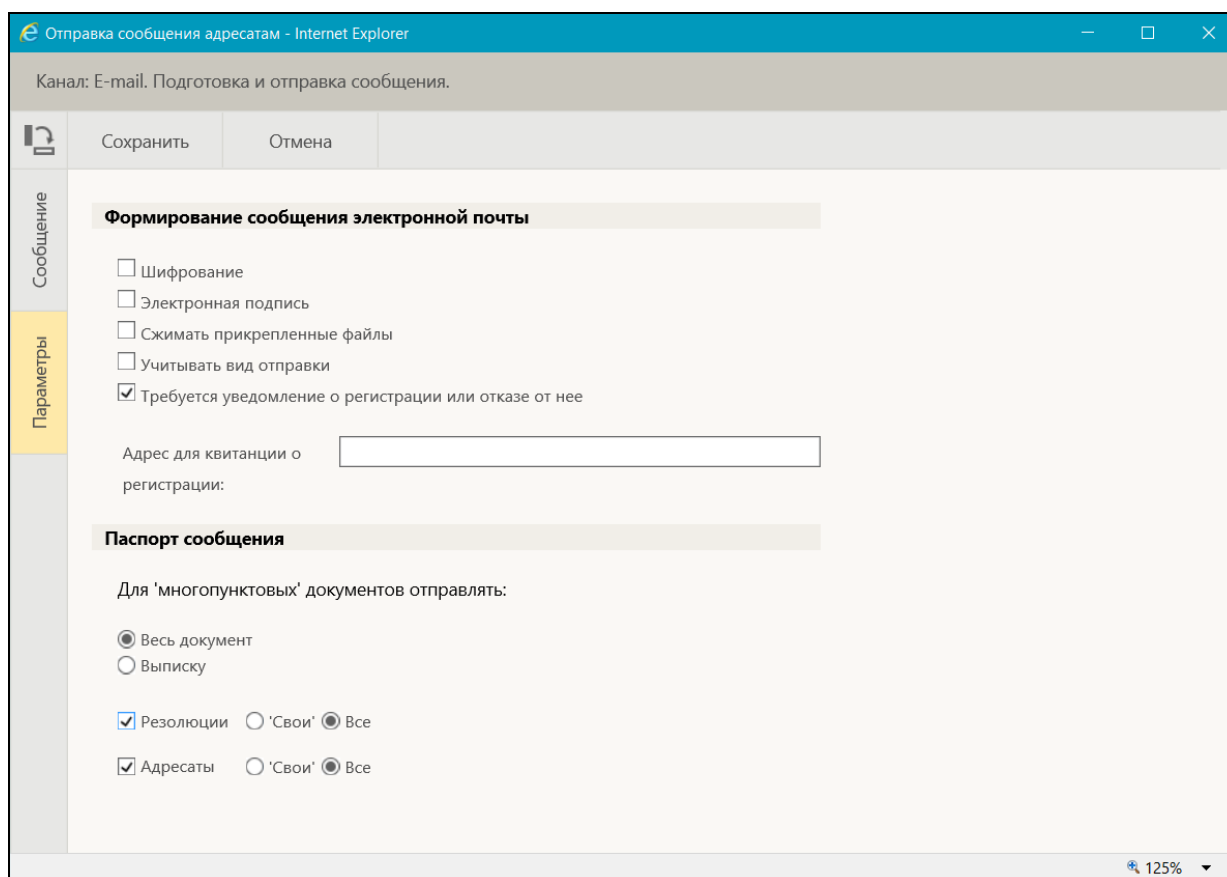 Отправка сообщения адресатам - Internet Explorer
Канал: E-mail. Подготовка и отправка сообщения.
Сохранить Отмена
Сообщение
Параметры
Формирование сообщения электронной почты
Шифрование
Электронная подпись
Сжимать прикрепленные файлы
Учитывать вид отправки
Требуется уведомление о регистрации или отказе от нее
Адрес для квитанции о
регистрации:
Паспорт сообщения
Для 'многопунктовых' документов отправлять:
Весь документ
Выписку
Резолюции 'Свои' Все
Адресаты 'Свои' Все
125%